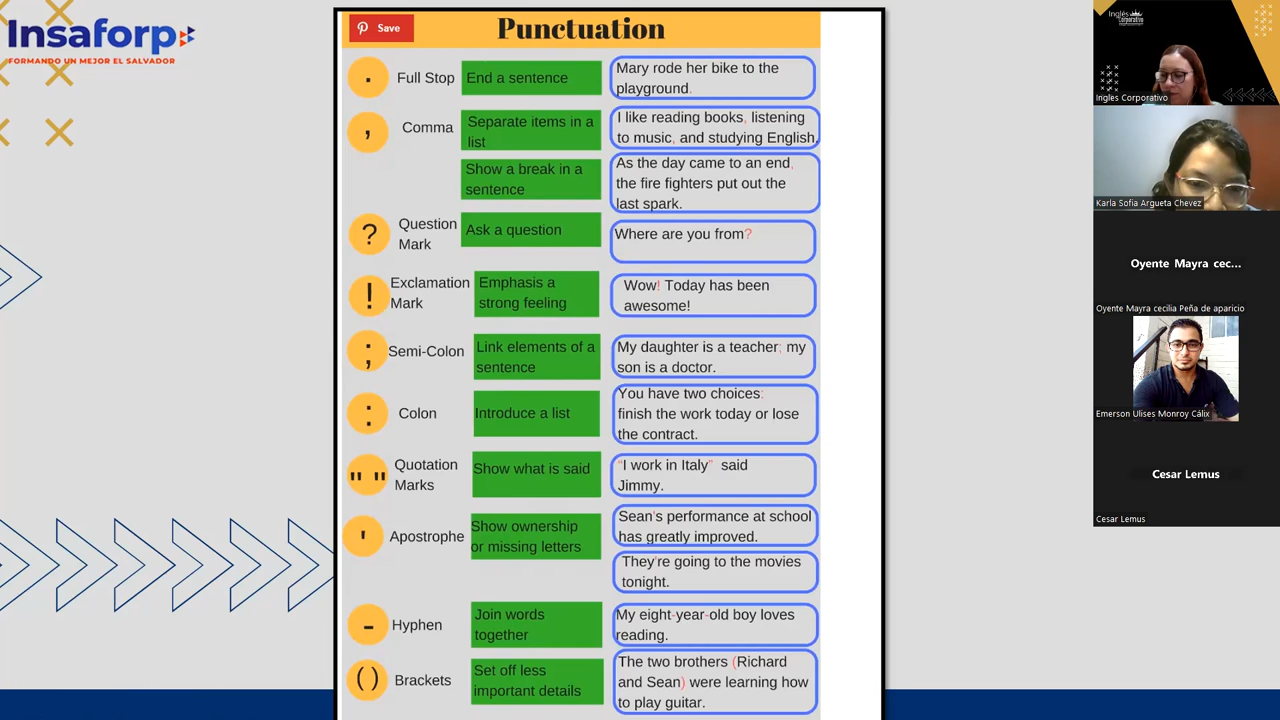 Insaforp
FORMANDO UN MEJOR EL SALVADOR
Save
Punctuation
.
Full Stop
End a sentence
Mary rode her bike to the
playground.
,
Comma
Separate items in a
list
I like reading books, listening
to music, and studying English.
Show a break in a
sentence
As the day came to an end,
the fire fighters put out the
last spark.
?
Question
Mark
Ask a question
Where are you from?
!
Exclamation
Mark
Emphasis a
strong feeling
Wow! Today has been
awesome!
;
Semi-Colon
Link elements of a
sentence
My daughter is a teacher; my
son is a doctor.
:
Colon
Introduce a list
You have two choices:
finish the work today or lose
the contract.
" "
Quotation
Marks
Show what is said
“I work in Italy” said
Jimmy.
'
Apostrophe
Show ownership
or missing letters
Sean's performance at school
has greatly improved.
They're going to the movies
tonight.
-
Hyphen
Join words
together
My eight-year-old boy loves
reading.
( )
Brackets
Set off less
important details
The two brothers (Richard
and Sean) were learning how
to play guitar.
Inglés
Corporativo
Ingles Corporativo
Karla Sofia Argueta Chevez
Oyente Mayra cec...
Oyente Mayra cecilia Peña de aparicio
Emerson Ulises Monroy Cálix
Cesar Lemus
Cesar Lemus